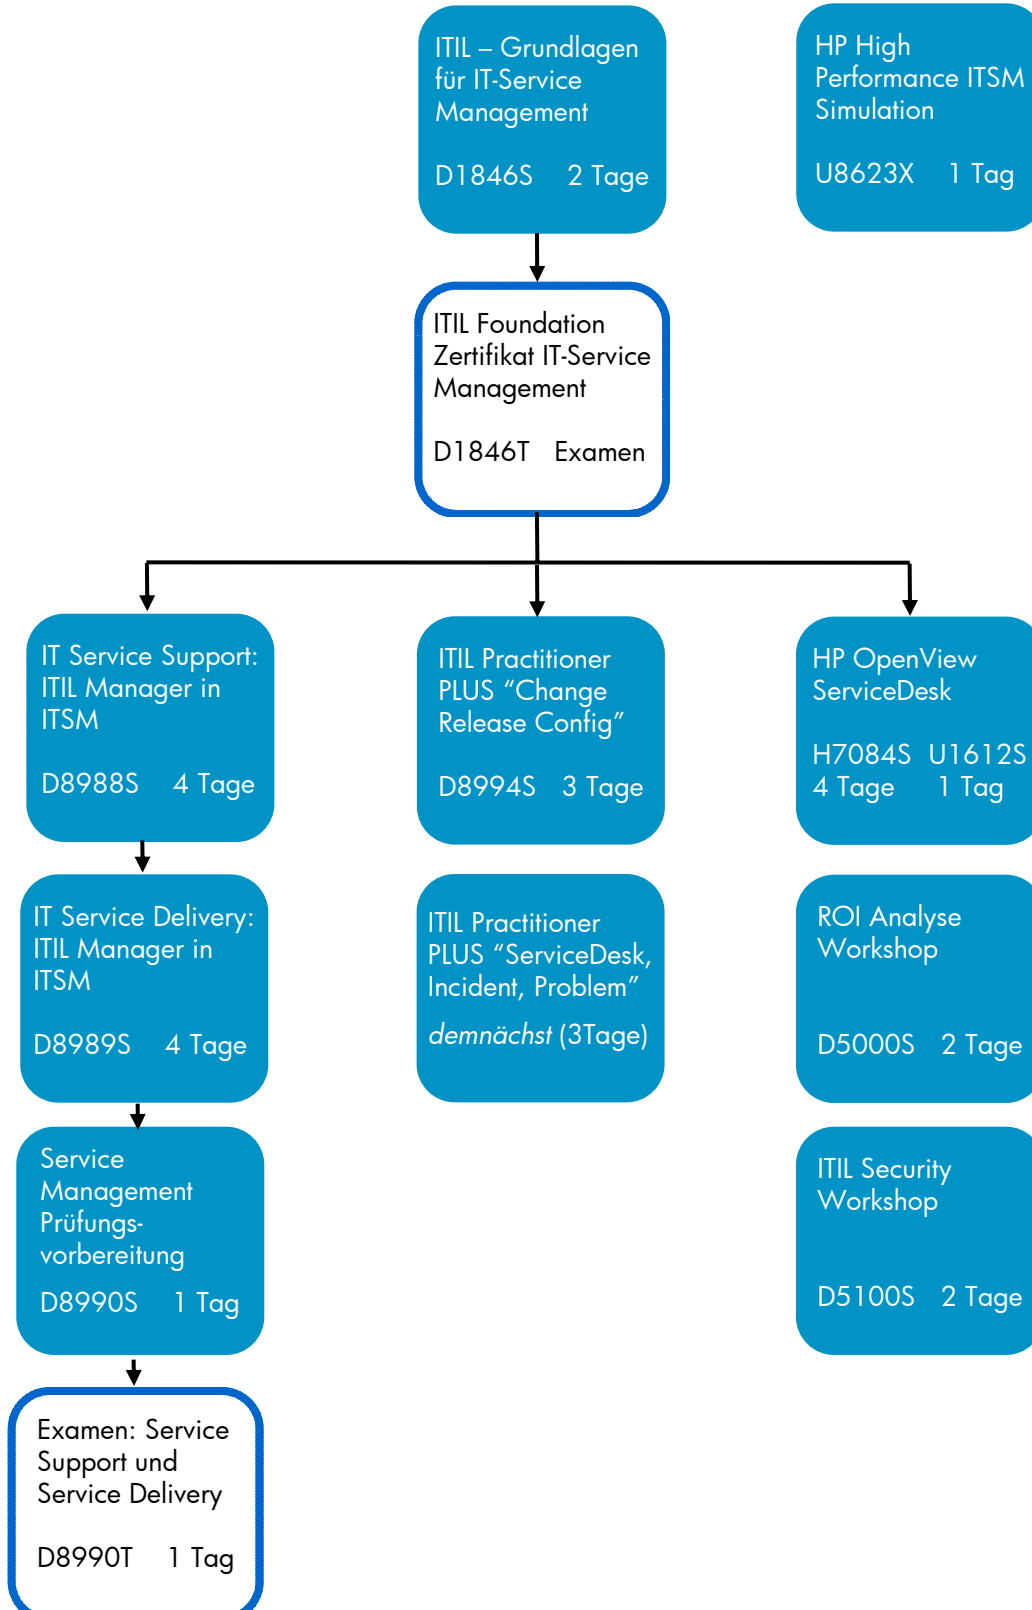 ITIL – Grundlagen
für IT-Service
Management
D1846S 2 Tage
HP High
Performance ITSM
Simulation
U8623X 1 Tag
ITIL Foundation
Zertifikat IT-Service
Management
D1846T Examen
IT Service Support:
ITIL Manager in
ITSM
D8988S 4 Tage
ITIL Practitioner
PLUS “Change
Release Config”
D8994S 3 Tage
HP OpenView
ServiceDesk
H7084S U1612S
4 Tage 1 Tag
IT Service Delivery:
ITIL Manager in
ITSM
D8989S 4 Tage
ITIL Practitioner
PLUS “ServiceDesk,
Incident, Problem”
demnächst (3Tage)
ROI Analyse
Workshop
D5000S 2 Tage
Service
Management
Prüfungs-
vorbereitung
D8990S 1 Tag
ITIL Security
Workshop
D5100S 2 Tage
Examen: Service
Support und
Service Delivery
D8990T 1 Tag